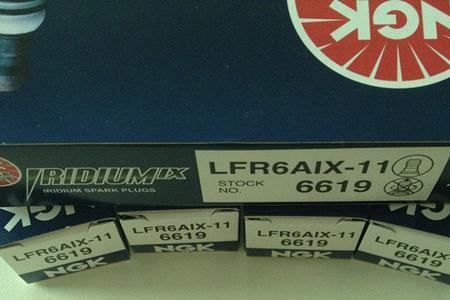 NGK
IRIDIUM IX
IRIDIUM SPARK PLUGS
LFR6AIX-11
STOCK NO. 6619
LFR6AIX-11
6619
NGK
LFR6AIX-11
6619
NGK
LFR6AIX-11
6619
NGK
LFR6AIX-11
6619
NGK